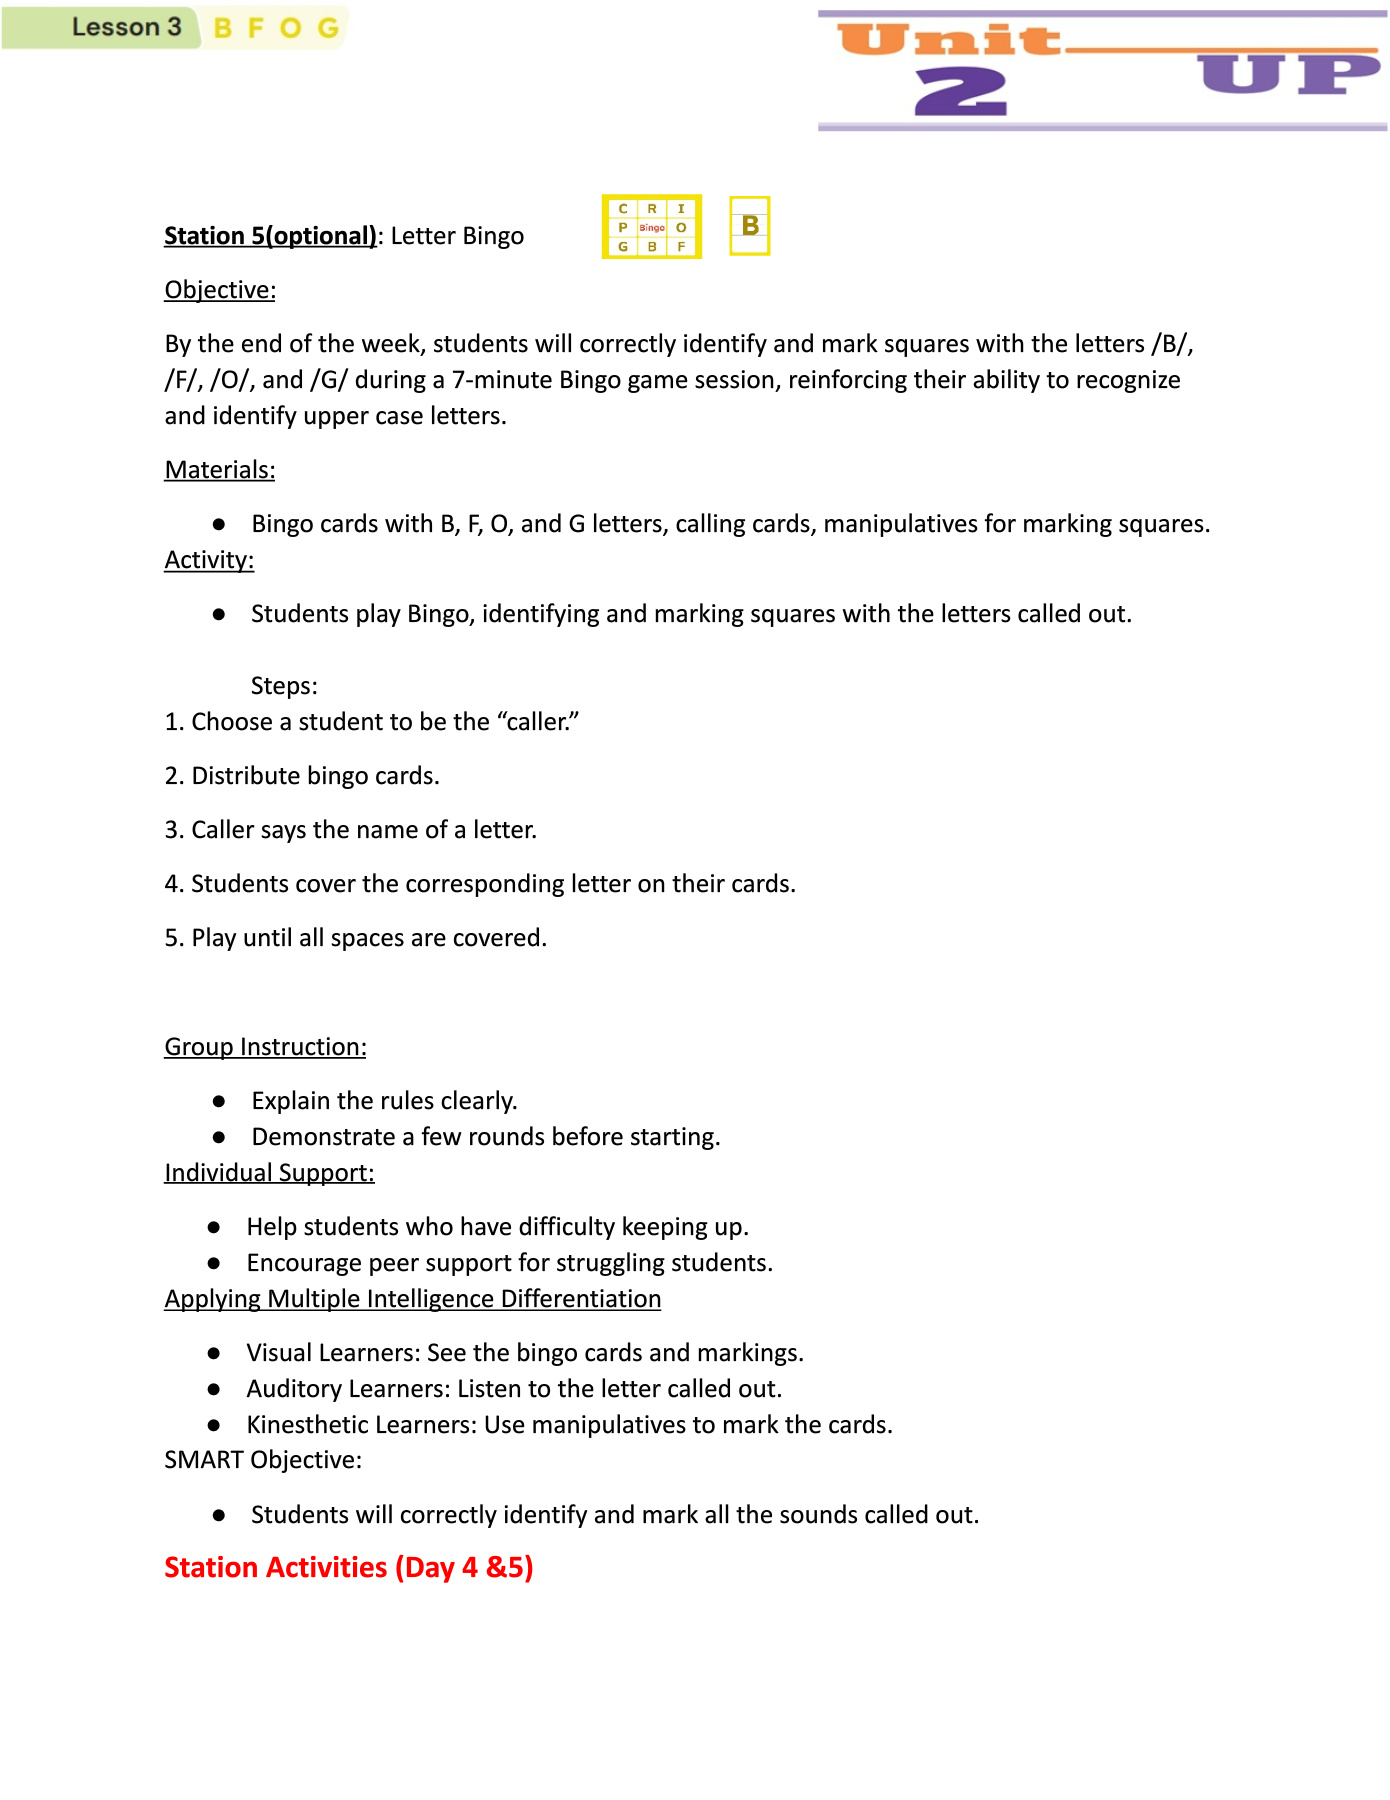 Lesson 3 B F O G
Unit
2 UP
C R I
P Bingo O
G B F
B
Station 5(optional): Letter Bingo
Objective:
By the end of the week, students will correctly identify and mark squares with the letters /B/,
/F/, /O/, and /G/ during a 7-minute Bingo game session, reinforcing their ability to recognize
and identify upper case letters.
Materials:
● Bingo cards with B, F, O, and G letters, calling cards, manipulatives for marking squares.
Activity:
● Students play Bingo, identifying and marking squares with the letters called out.
Steps:
1. Choose a student to be the “caller.”
2. Distribute bingo cards.
3. Caller says the name of a letter.
4. Students cover the corresponding letter on their cards.
5. Play until all spaces are covered.
Group Instruction:
● Explain the rules clearly.
● Demonstrate a few rounds before starting.
Individual Support:
● Help students who have difficulty keeping up.
● Encourage peer support for struggling students.
Applying Multiple Intelligence Differentiation
● Visual Learners: See the bingo cards and markings.
● Auditory Learners: Listen to the letter called out.
● Kinesthetic Learners: Use manipulatives to mark the cards.
SMART Objective:
● Students will correctly identify and mark all the sounds called out.
Station Activities (Day 4 &5)